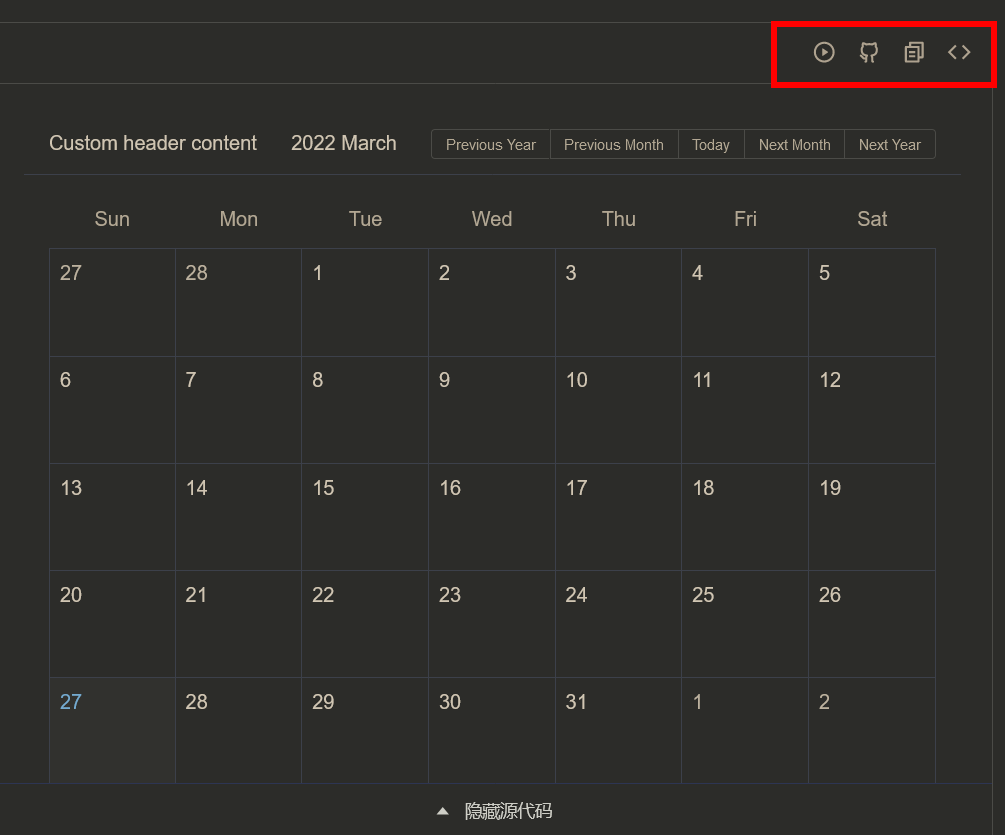 Custom header content 2022 March Previous Year Previous Month Today Next Month Next Year
Sun Mon Tue Wed Thu Fri Sat
27 28 1 2 3 4 5
6 7 8 9 10 11 12
13 14 15 16 17 18 19
20 21 22 23 24 25 26
27 28 29 30 31 1 2
隐藏源代码